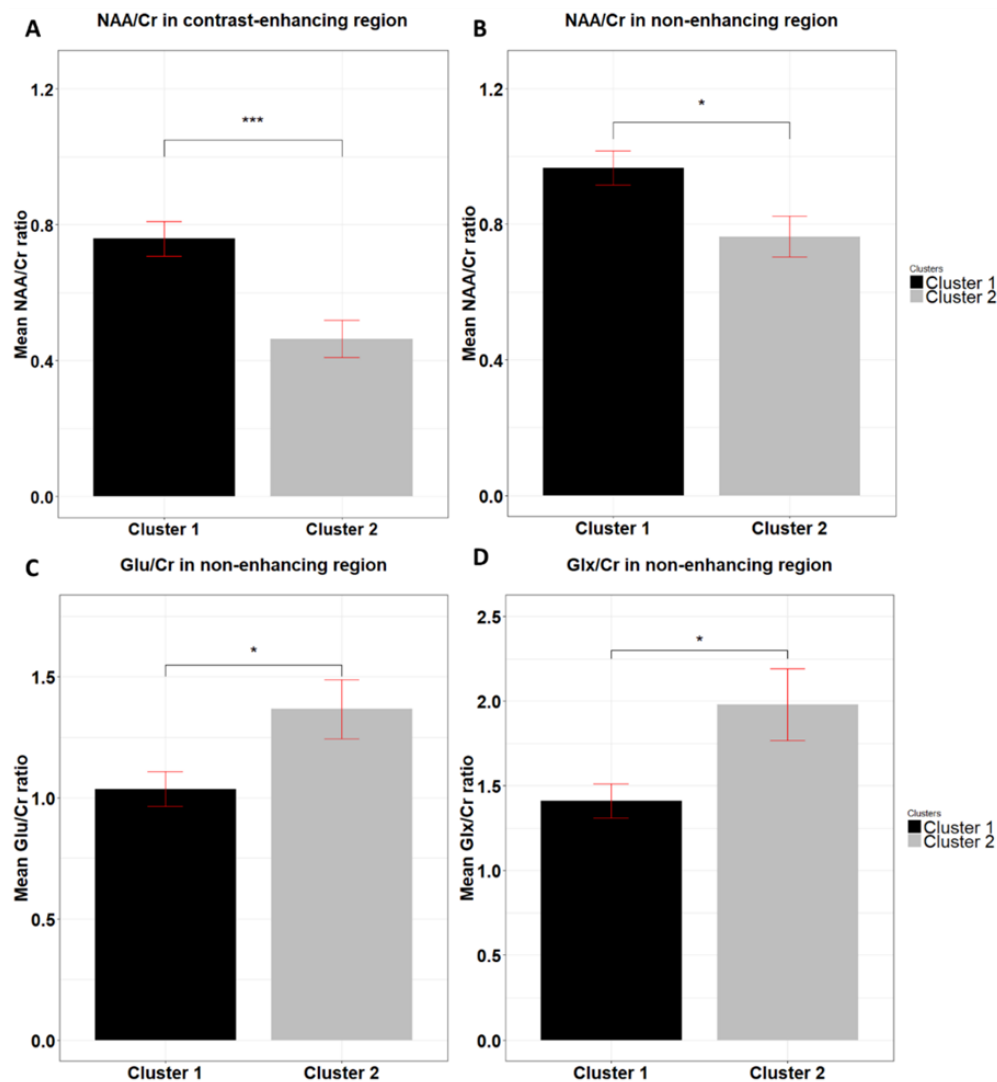 A
NAA/Cr in contrast-enhancing region
1.2
0.8
0.4
0.0
Mean NAA/Cr ratio
***
Cluster 1
Cluster 2
B
NAA/Cr in non-enhancing region
1.2
0.8
0.4
0.0
Mean NAA/Cr ratio
*
Cluster 1
Cluster 2
Clusters
Cluster 1
Cluster 2
C
Glu/Cr in non-enhancing region
1.5
1.0
0.5
0.0
Mean Glu/Cr ratio
*
Cluster 1
Cluster 2
D
Glx/Cr in non-enhancing region
2.5
2.0
1.5
1.0
0.5
0.0
Mean Glx/Cr ratio
*
Cluster 1
Cluster 2
Clusters
Cluster 1
Cluster 2